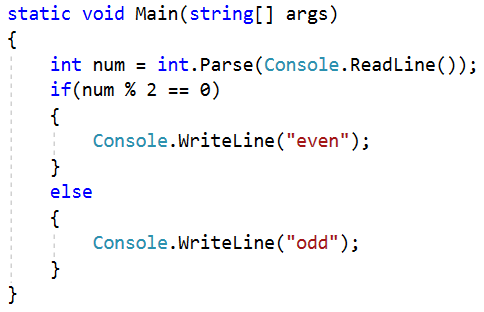 static void Main(string[] args)
{
    int num = int.Parse(Console.ReadLine());
    if(num % 2 == 0)
    {
        Console.WriteLine("even");
    }
    else
    {
        Console.WriteLine("odd");
    }
}